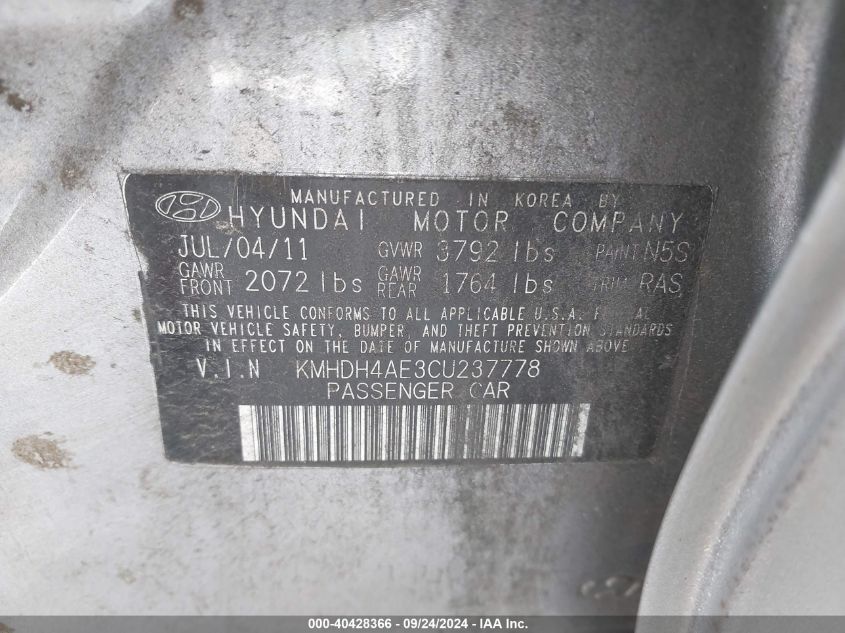 MANUFACTURED IN KOREA BY
HYUNDAI MOTOR COMPANY
JUL/04/11 GVWR 3792 lbs PAINT N5S
GAWR FRONT 2072 lbs GAWR REAR 1764 lbs TRIM RAS
THIS VEHICLE CONFORMS TO ALL APPLICABLE U.S.A. FEDERAL
MOTOR VEHICLE SAFETY, BUMPER, AND THEFT PREVENTION STANDARDS
IN EFFECT ON THE DATE OF MANUFACTURE SHOWN ABOVE
V.I.N KMHDH4AE3CU237778
PASSENGER CAR
000-40428366 - 09/24/2024 - IAA Inc.